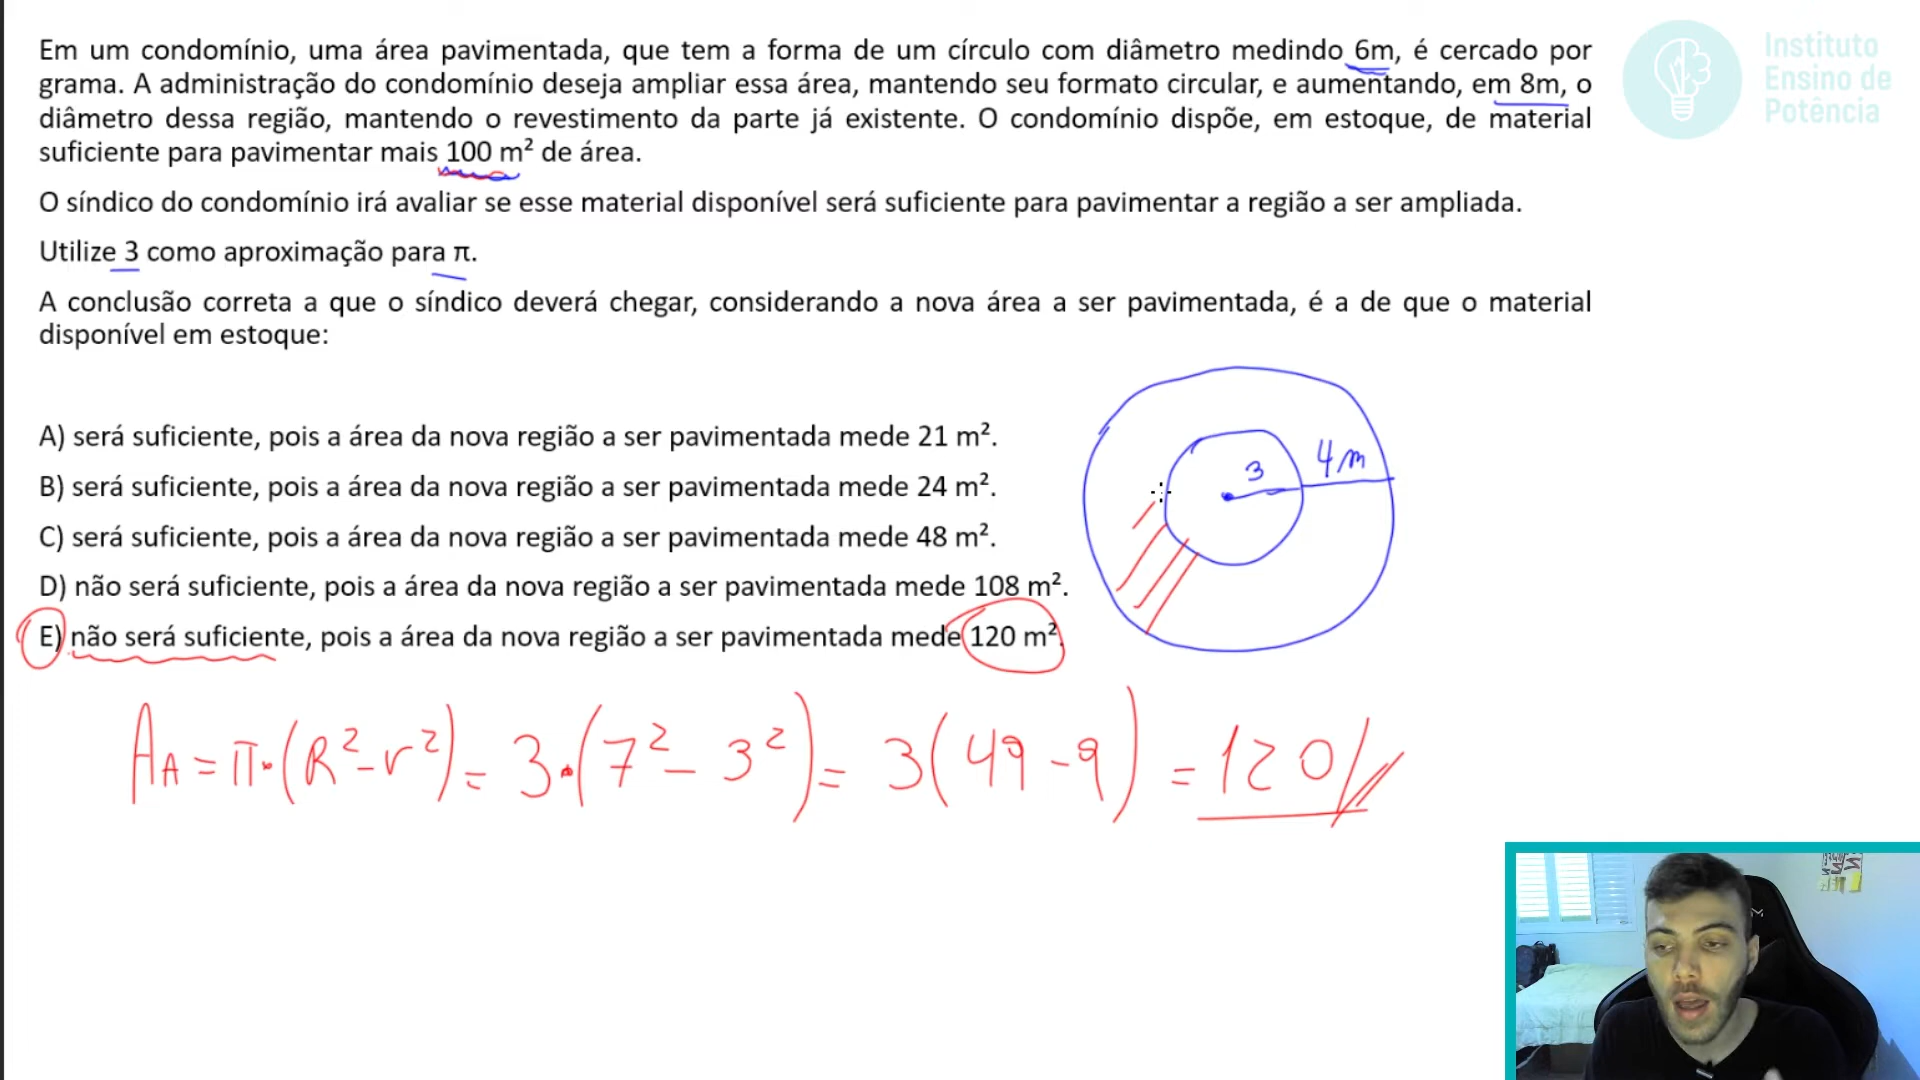 Em um condomínio, uma área pavimentada, que tem a forma de um círculo com diâmetro medindo 6m, é cercado por
grama. A administração do condomínio deseja ampliar essa área, mantendo seu formato circular, e aumentando, em 8m, o
diâmetro dessa região, mantendo o revestimento da parte já existente. O condomínio dispõe, em estoque, de material
suficiente para pavimentar mais 100 m² de área.
O síndico do condomínio irá avaliar se esse material disponível será suficiente para pavimentar a região a ser ampliada.
Utilize 3 como aproximação para π.
A conclusão correta a que o síndico deverá chegar, considerando a nova área a ser pavimentada, é a de que o material
disponível em estoque:
A) será suficiente, pois a área da nova região a ser pavimentada mede 21 m².
B) será suficiente, pois a área da nova região a ser pavimentada mede 24 m².
C) será suficiente, pois a área da nova região a ser pavimentada mede 48 m².
D) não será suficiente, pois a área da nova região a ser pavimentada mede 108 m².
E) não será suficiente, pois a área da nova região a ser pavimentada mede 120 m².
3 4m
A_A = π·(R² - r²) = 3·(7² - 3²) = 3(49 - 9) = 120//
Instituto
Ensino de
Potência